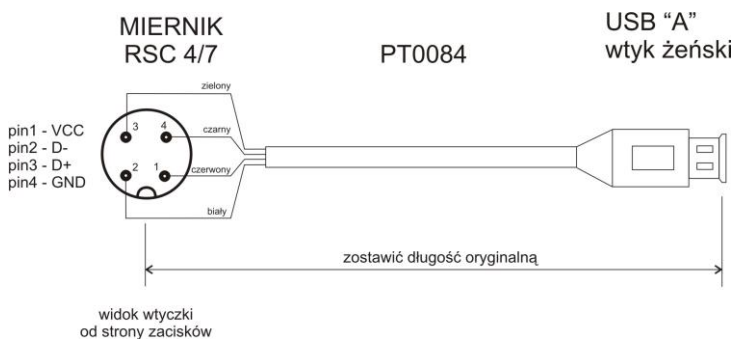 MIERNIK
RSC 4/7
PT0084
USB “A”
wtyk żeński
zielony
3
4
czarny
pin1 - VCC
pin2 - D-
pin3 - D+
pin4 - GND
2
1
czerwony
biały
zostawić długość oryginalną
widok wtyczki
od strony zacisków